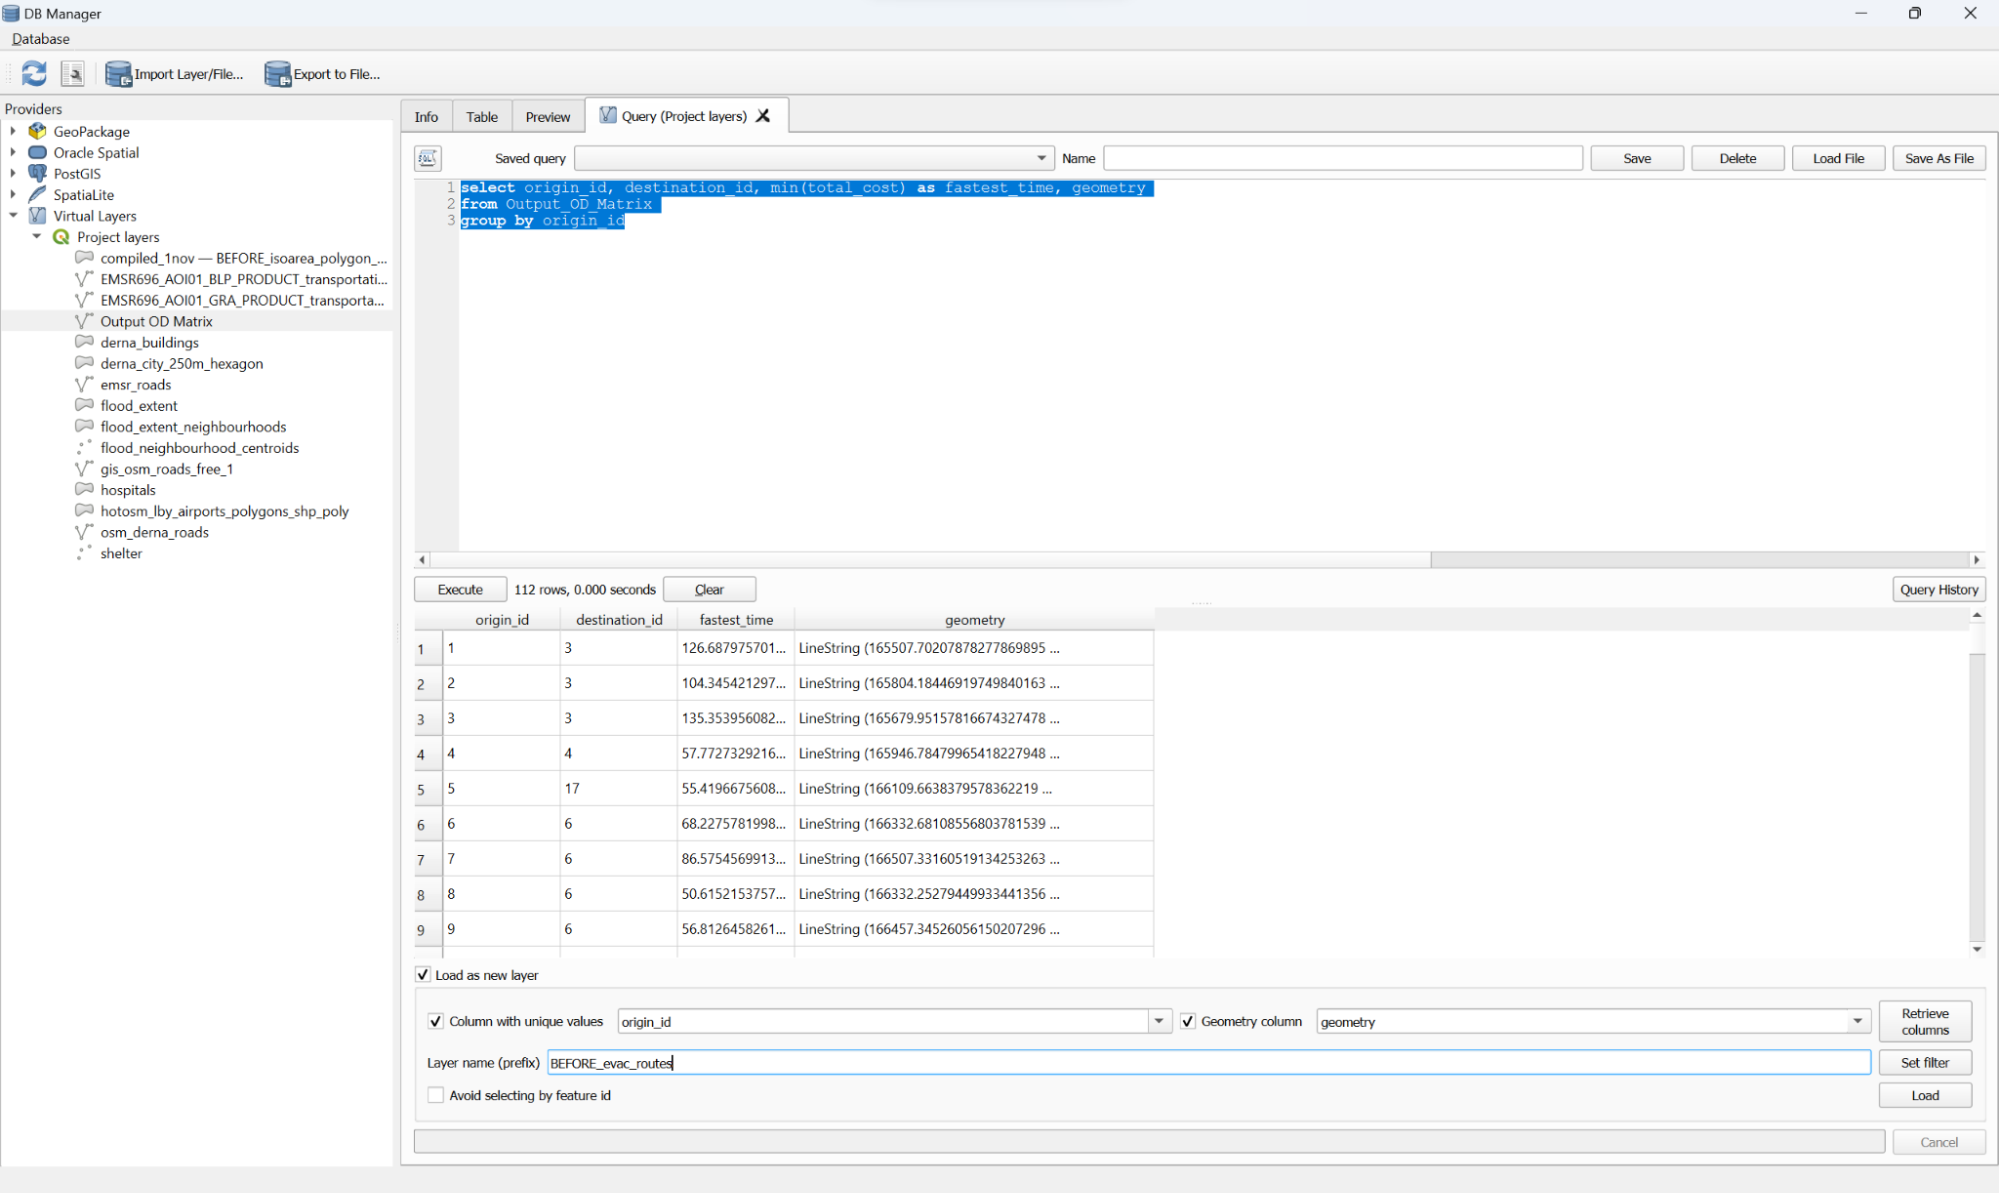 DB Manager
Database
Import Layer/File...
Export to File...
Providers
GeoPackage
Oracle Spatial
PostGIS
SpatiaLite
Virtual Layers
Project layers
compiled_1nov — BEFORE_isoarea_polygon_...
EMSR696_AOI01_BLP_PRODUCT_transportati...
EMSR696_AOI01_GRA_PRODUCT_transporta...
Output OD Matrix
derna_buildings
derna_city_250m_hexagon
emsr_roads
flood_extent
flood_extent_neighbourhoods
flood_neighbourhood_centroids
gis_osm_roads_free_1
hospitals
hotosm_lby_airports_polygons_shp_poly
osm_derna_roads
shelter
Info Table Preview Query (Project layers)
SQL Saved query Name Save Delete Load File Save As File
1 select origin_id, destination_id, min(total_cost) as fastest_time, geometry
2 from Output_OD_Matrix
3 group by origin_id
Execute 112 rows, 0.000 seconds Clear Query History
origin_id destination_id fastest_time geometry
1 1 3 126.687975701... LineString (165507.70207878277869895 ...
2 2 3 104.345421297... LineString (165804.18446919749840163 ...
3 3 3 135.353956082... LineString (165679.95157816674327478 ...
4 4 4 57.7727329216... LineString (165946.78479965418227948 ...
5 5 17 55.4196675608... LineString (166109.6638379578362219 ...
6 6 6 68.2275781998... LineString (166332.68108556803781539 ...
7 7 6 86.5754569913... LineString (166507.33160519134253263 ...
8 8 6 50.6152153757... LineString (166332.25279449933441356 ...
9 9 6 56.8126458261... LineString (166457.34526056150207296 ...
Load as new layer
Column with unique values origin_id Geometry column geometry Retrieve columns
Layer name (prefix) BEFORE_evac_routes Set filter
Avoid selecting by feature id Load
Cancel